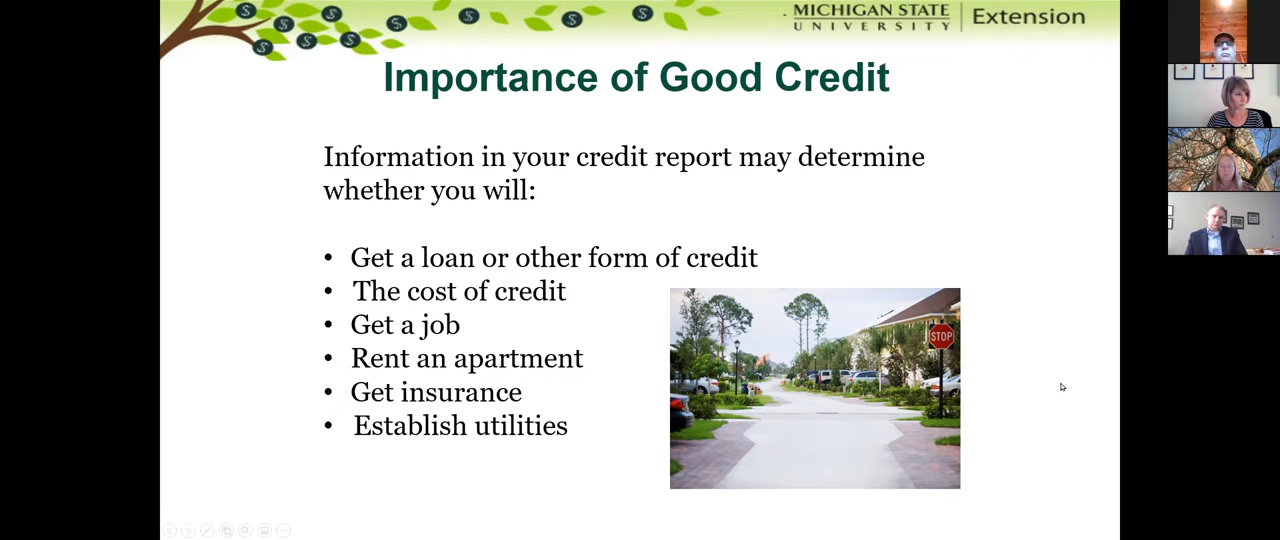 MICHIGAN STATE
UNIVERSITY
Extension
Importance of Good Credit
Information in your credit report may determine
whether you will:
• Get a loan or other form of credit
• The cost of credit
• Get a job
• Rent an apartment
• Get insurance
• Establish utilities
STOP